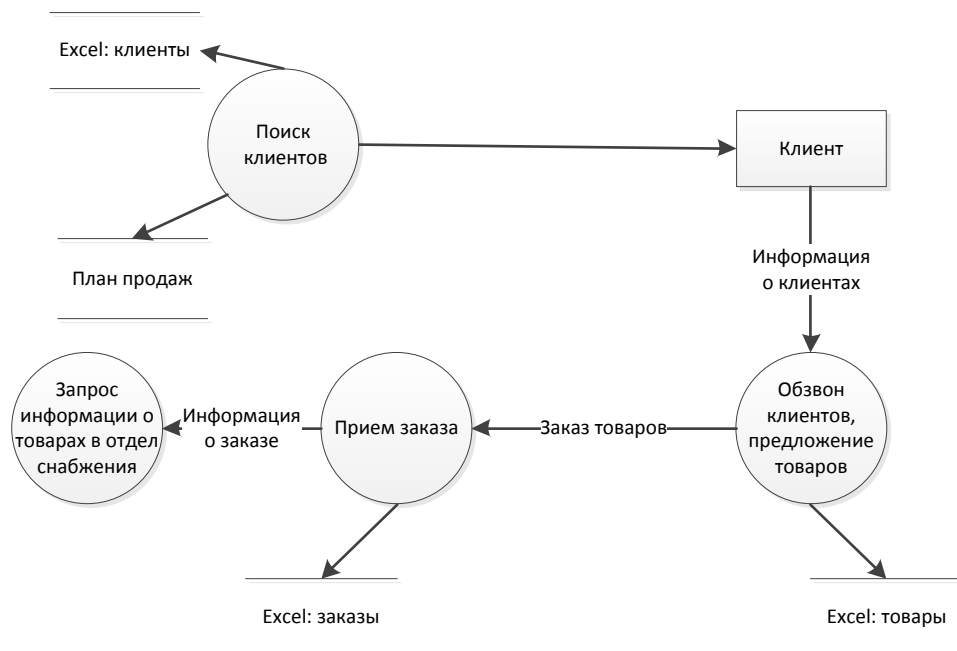 Excel: клиенты
Поиск
клиентов
Клиент
План продаж
Информация
о клиентах
Запрос
информации о
товарах в отдел
снабжения
Информация
о заказе
Прием заказа
Заказ товаров
Обзвон
клиентов,
предложение
товаров
Excel: заказы
Excel: товары